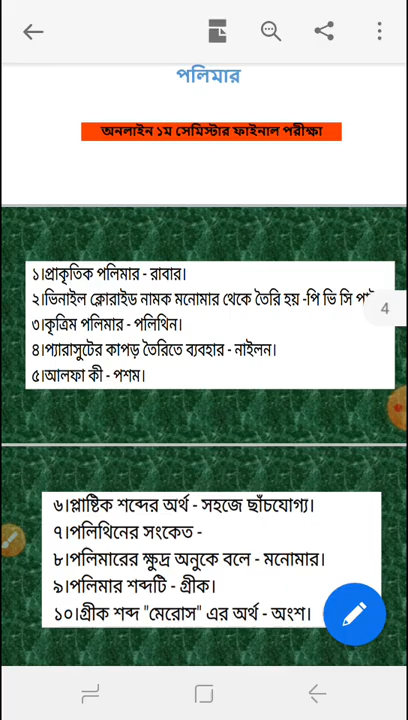 পলিমার
অনলাইন ১ম সেমিস্টার ফাইনাল পরীক্ষা
১।প্রাকৃতিক পলিমার - রাবার।
২।ভিনাইল ক্লোরাইড নামক মনোমার থেকে তৈরি হয় -পি ভি সি
4
৩।কৃত্রিম পলিমার - পলিথিন।
৪।প্যারাসুটের কাপড় তৈরিতে ব্যবহার - নাইলন।
৫।আলফা কী - পশম।
৬।প্লাষ্টিক শব্দের অর্থ - সহজে ছাঁচযোগ্য।
৭।পলিথিনের সংকেত -
৮।পলিমারের ক্ষুদ্র অনুকে বলে - মনোমার।
৯।পলিমার শব্দটি - গ্রীক।
১০।গ্রীক শব্দ "মেরোস" এর অর্থ - অংশ।